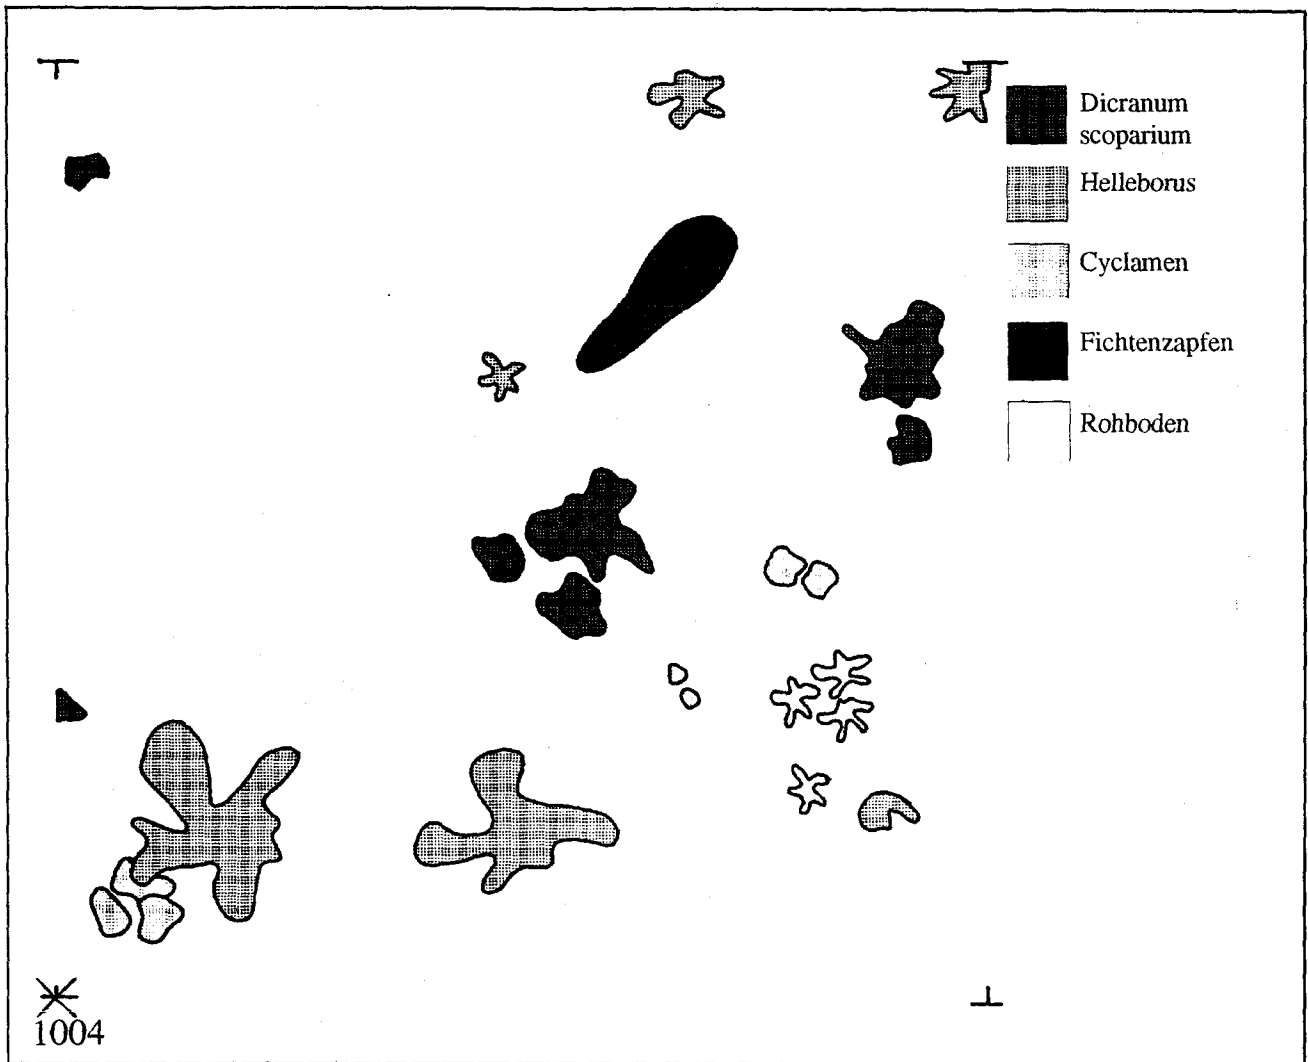 Dicranum
scoparium
Helleborus
Cyclamen
Fichtenzapfen
Rohboden
1004